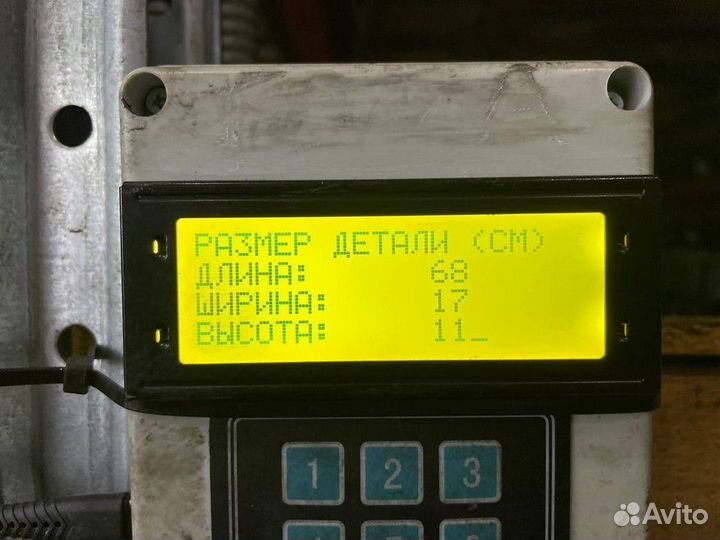 РАЗМЕР ДЕТАЛИ (СМ)
ДЛИНА: 68
ШИРИНА: 17
ВЫСОТА: 11_
1 2 3
Avito